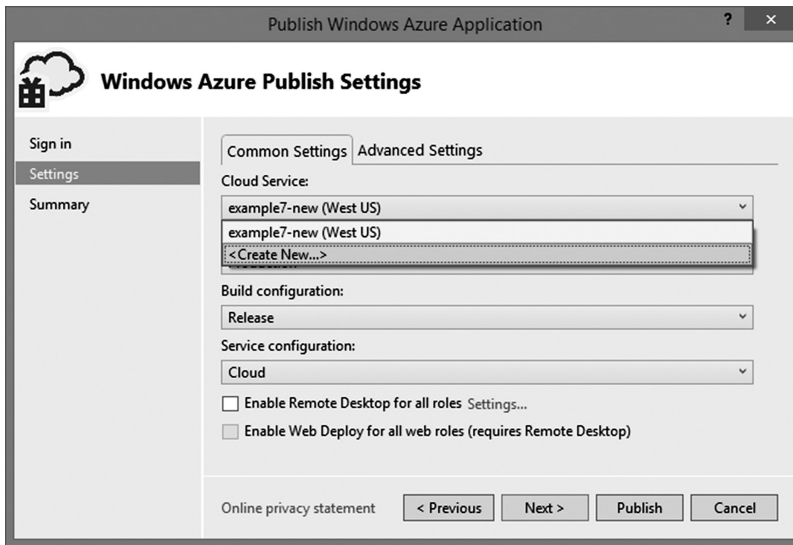 Publish Windows Azure Application
?
Windows Azure Publish Settings
Sign in
Settings
Summary
Common Settings
Advanced Settings
Cloud Service:
example7-new (West US)
example7-new (West US)
<Create New...>
Production
Build configuration:
Release
Service configuration:
Cloud
Enable Remote Desktop for all roles Settings...
Enable Web Deploy for all web roles (requires Remote Desktop)
Online privacy statement
< Previous
Next >
Publish
Cancel